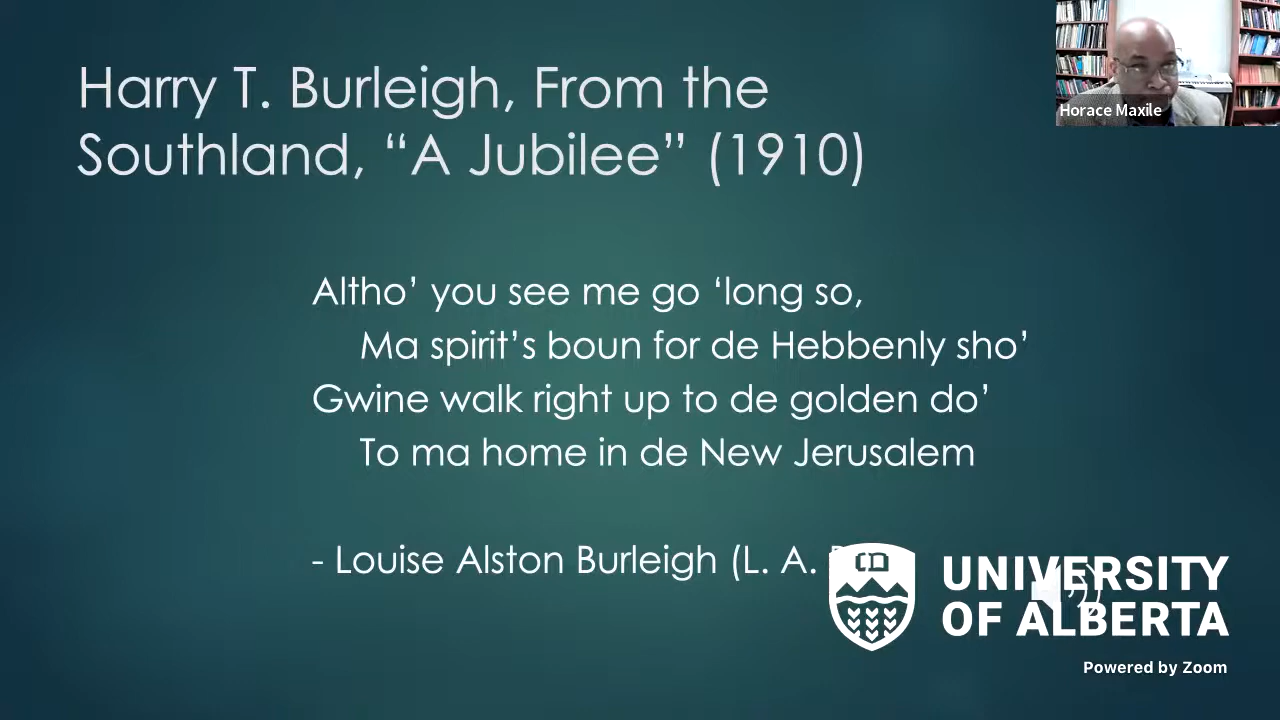 Harry T. Burleigh, From the
Southland, “A Jubilee” (1910)
Horace Maxile
Altho’ you see me go ‘long so,
Ma spirit’s boun for de Hebbenly sho’
Gwine walk right up to de golden do’
To ma home in de New Jerusalem
- Louise Alston Burleigh (L. A.
UNIVERSITY
OF ALBERTA
Powered by Zoom